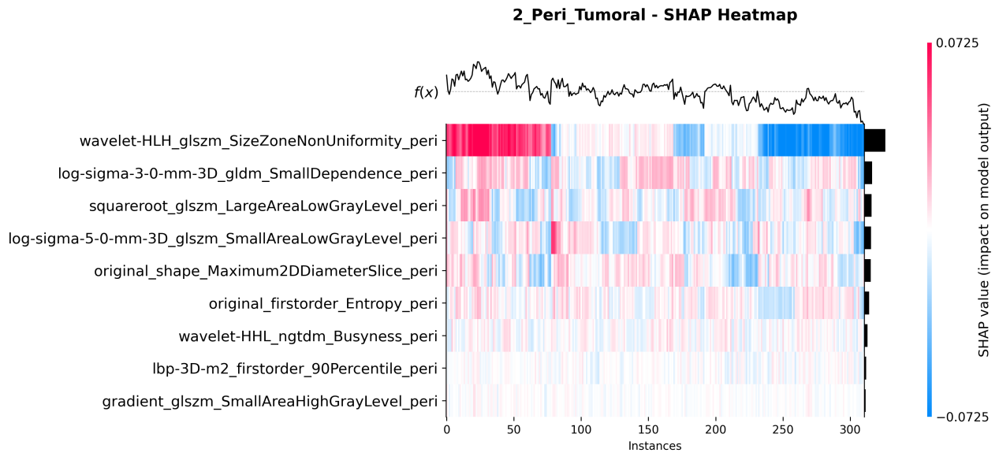 2_Peri_Tumoral - SHAP Heatmap
0.0725
f(x)
wavelet-HLH_glszm_SizeZoneNonUniformity_peri
log-sigma-3-0-mm-3D_gldm_SmallDependence_peri
squareroot_glszm_LargeAreaLowGrayLevel_peri
log-sigma-5-0-mm-3D_glszm_SmallAreaLowGrayLevel_peri
original_shape_Maximum2DDiameterSlice_peri
original_firstorder_Entropy_peri
wavelet-HHL_ngtdm_Busyness_peri
lbp-3D-m2_firstorder_90Percentile_peri
gradient_glszm_SmallAreaHighGrayLevel_peri
0 50 100 150 200 250 300
Instances
SHAP value (impact on model output)
−0.0725